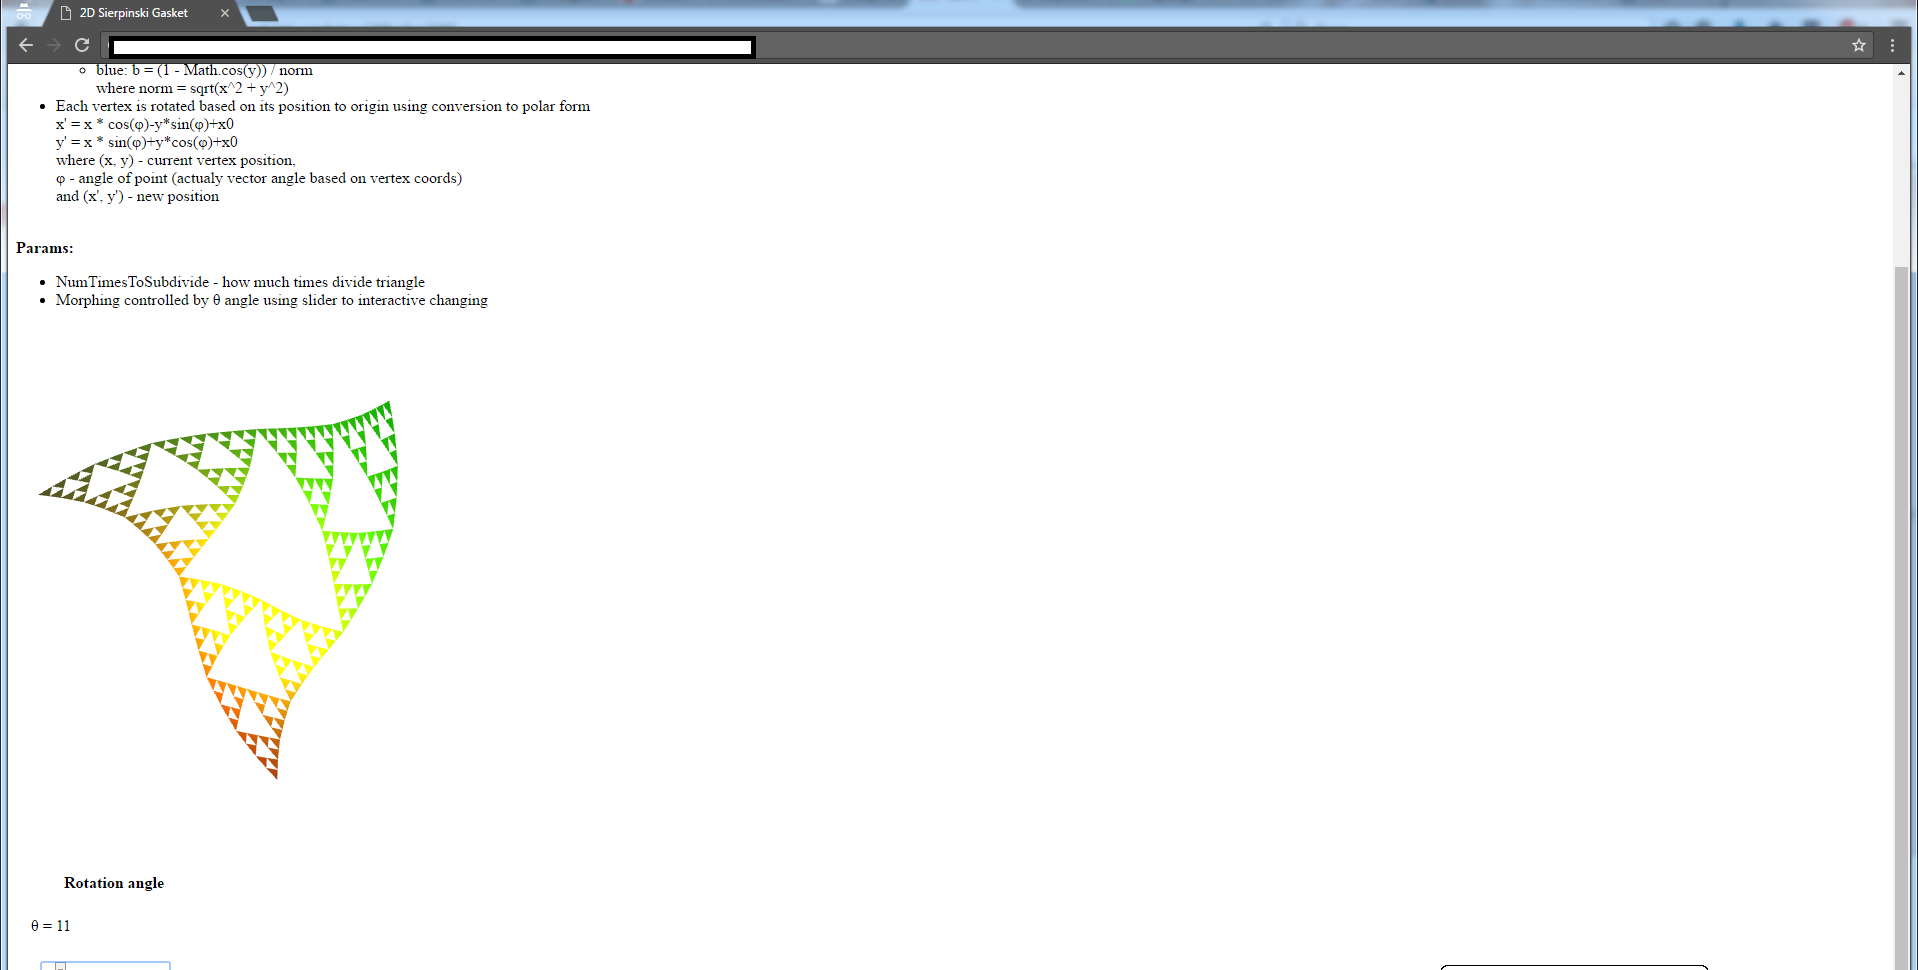 2D Sierpinski Gasket
blue: b = (1 - Math.cos(y)) / norm
where norm = sqrt(x^2 + y^2)
Each vertex is rotated based on its position to origin using conversion to polar form
x' = x * cos(φ)-y*sin(φ)+x0
y' = x * sin(φ)+y*cos(φ)+x0
where (x, y) - current vertex position,
φ - angle of point (actualy vector angle based on vertex coords)
and (x', y') - new position
Params:
NumTimesToSubdivide - how much times divide triangle
Morphing controlled by θ angle using slider to interactive changing
Rotation angle
θ = 11